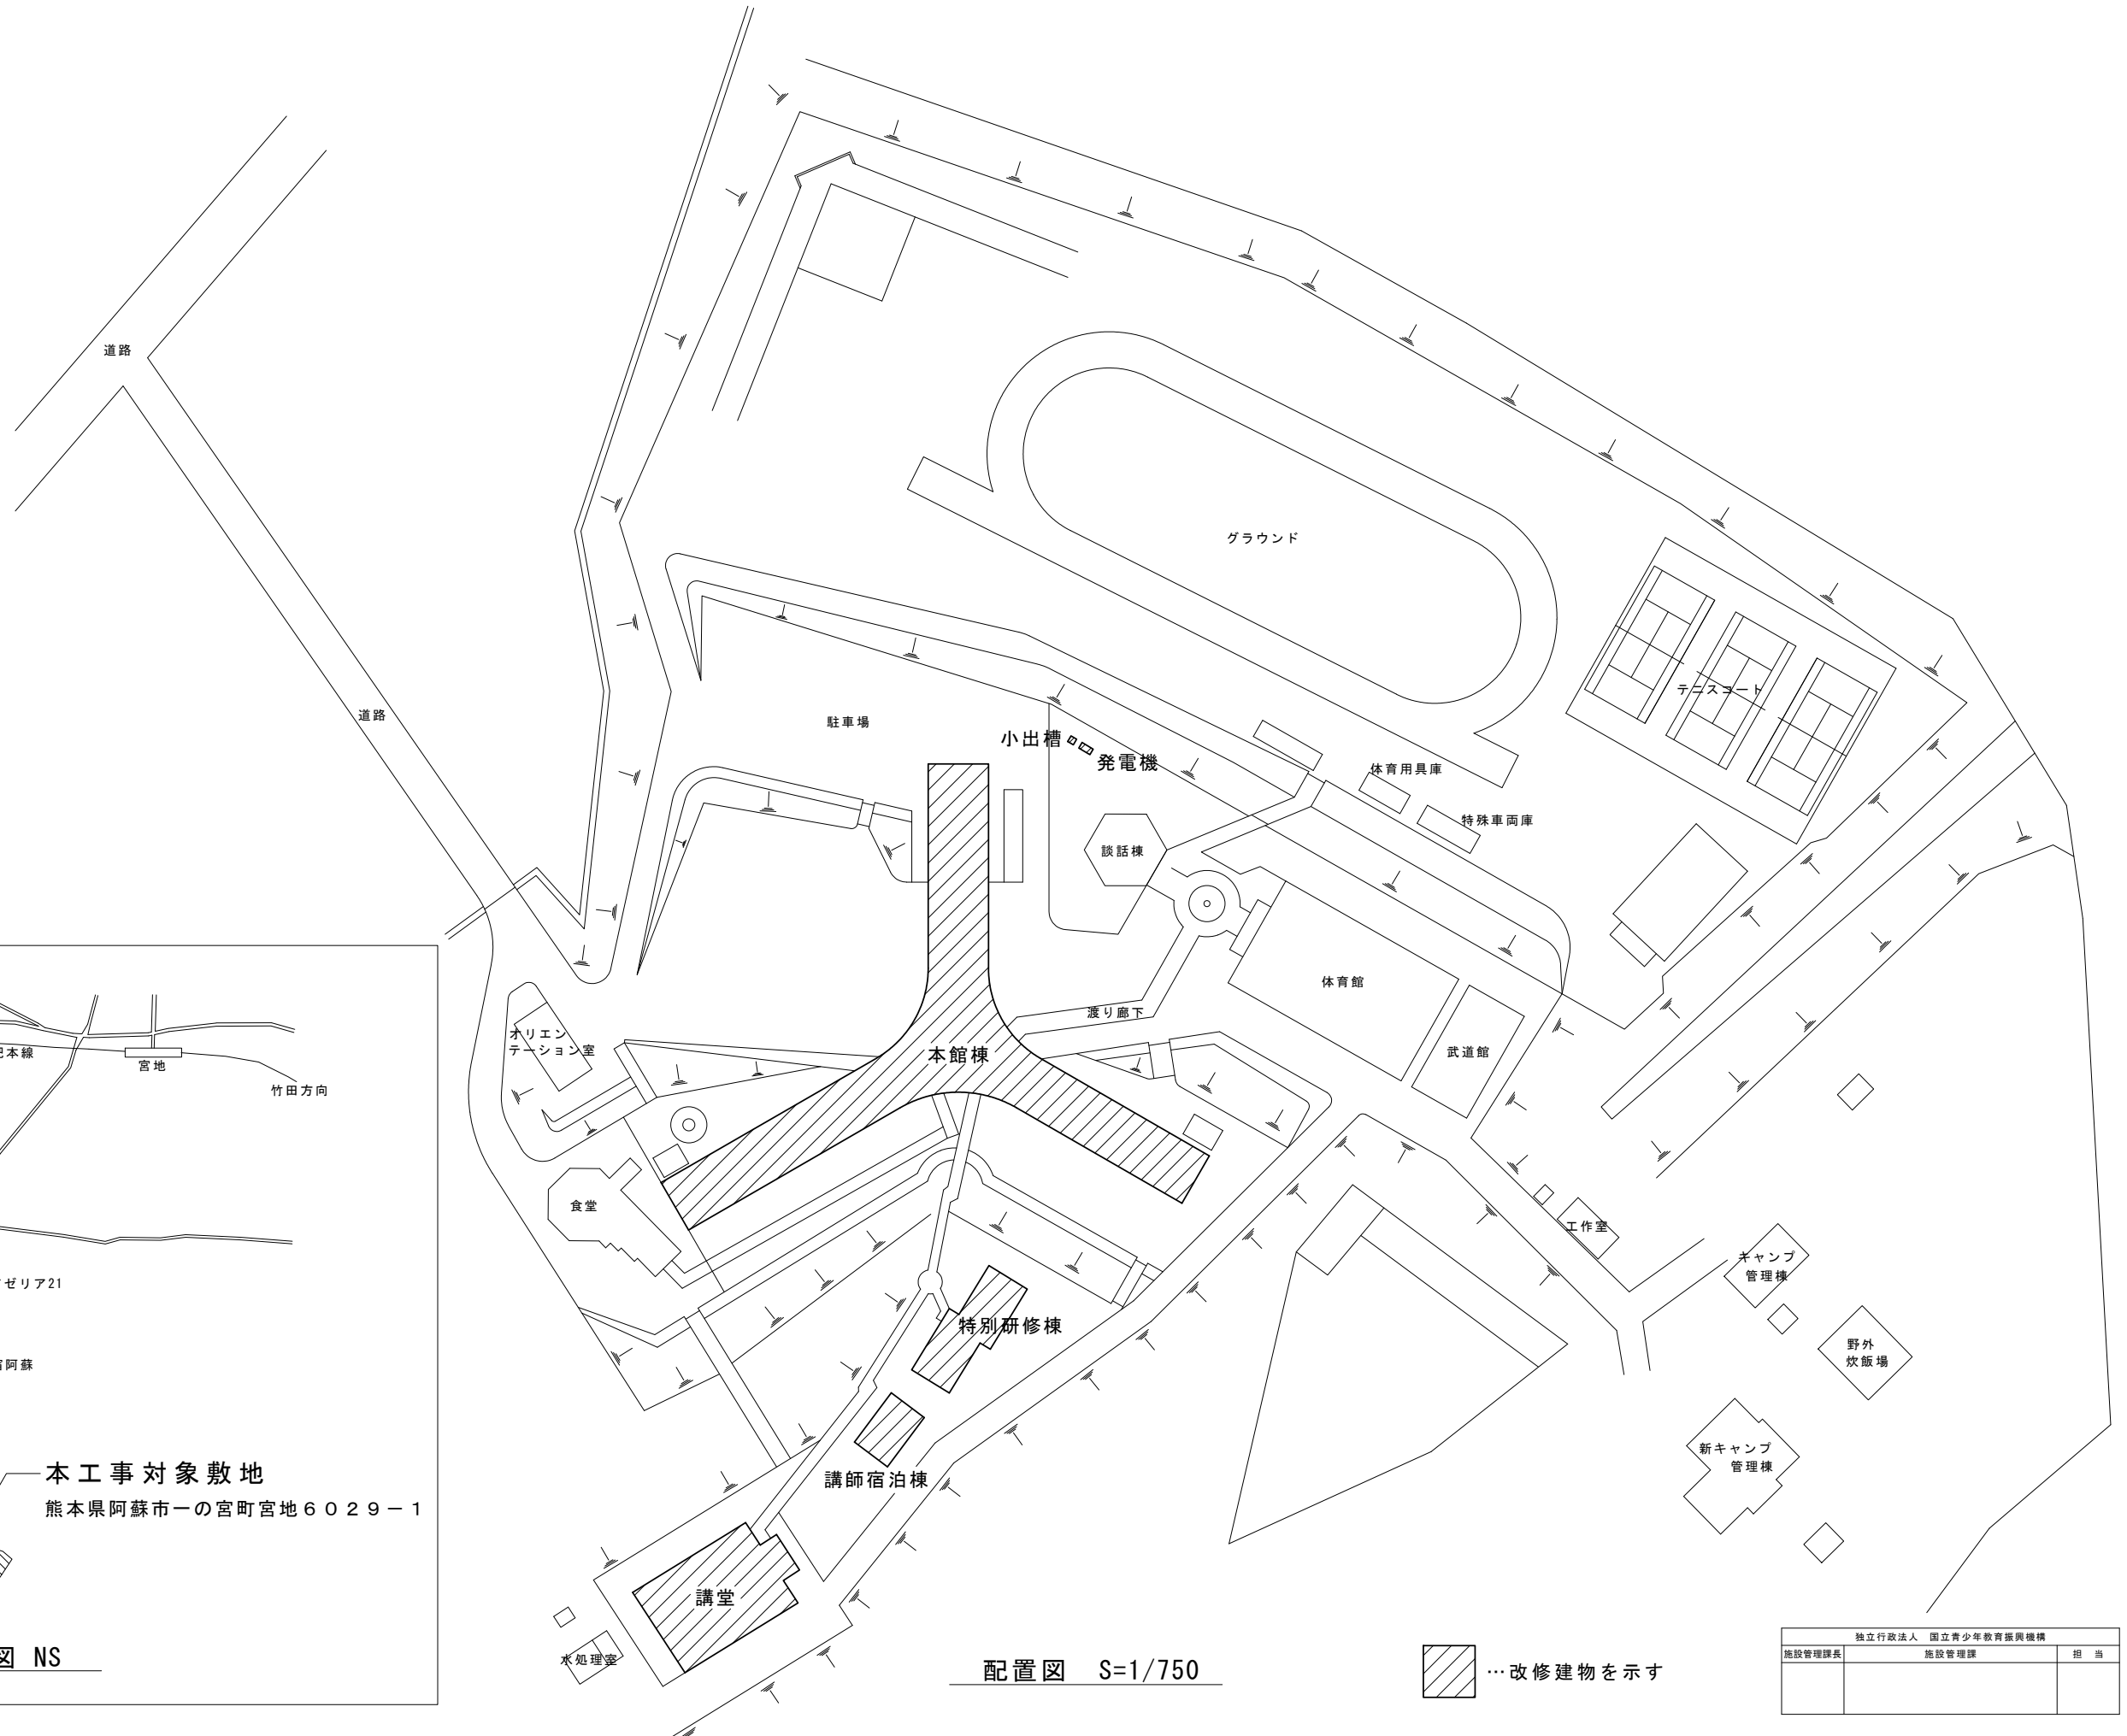 道路
道路
グラウンド
テニスコート
駐車場
小出槽
発電機
体育用具庫
特殊車両庫
談話棟
体育館
渡り廊下
武道館
オリエン
テーション室
本館棟
食堂
工作室
キャンプ
管理棟
野外
炊飯場
特別研修棟
新キャンプ
管理棟
講師宿泊棟
講堂
水処理室
本線
宮地
竹田方向
ゼリア21
阿蘇
本工事対象敷地
熊本県阿蘇市一の宮町宮地6029-1
図 NS
配置図 S=1/750
…改修建物を示す
独立行政法人 国立青少年教育振興機構
施設管理課長 施設管理課 担 当